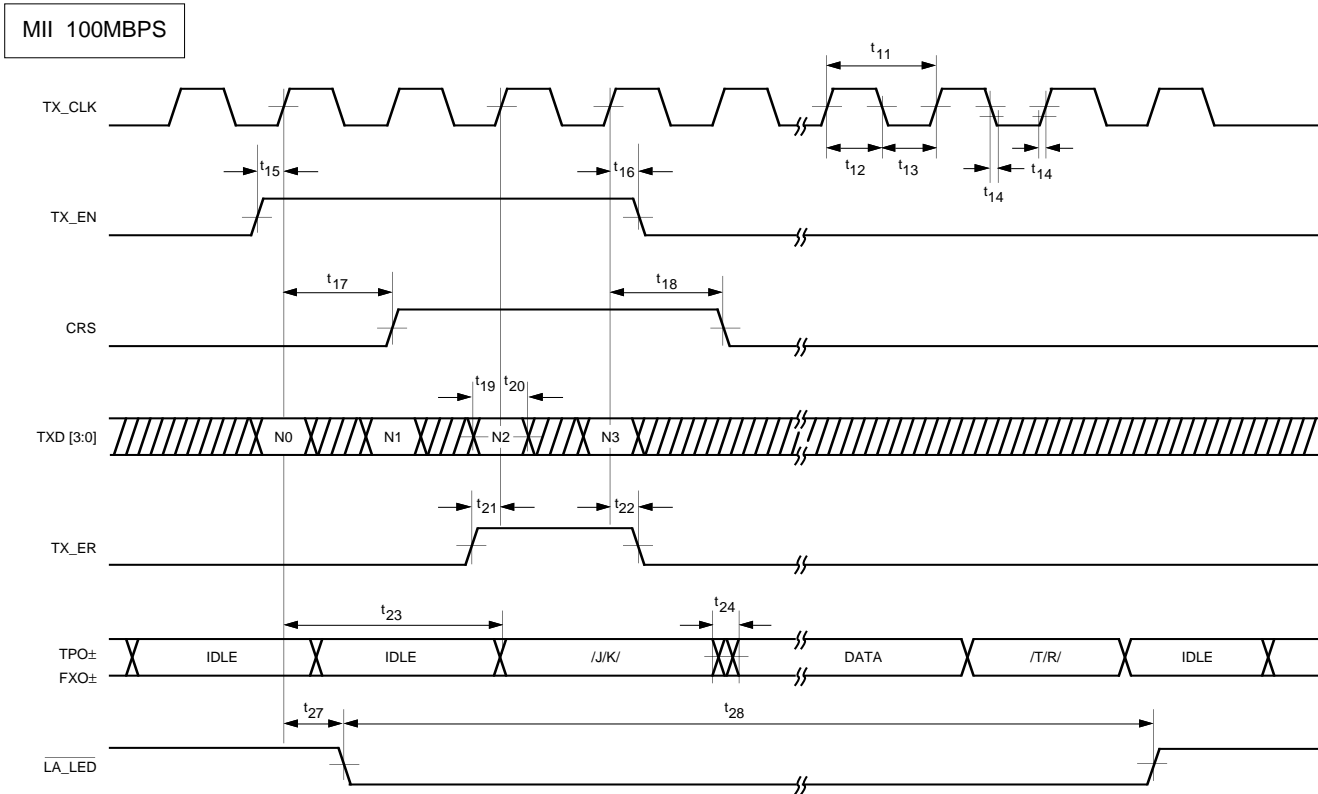 MII 100MBPS
t11
TX_CLK
t15
t16
t12
t13
t14
t14
TX_EN
t17
t18
CRS
t19
t20
TXD [3:0]
N0
N1
N2
N3
t21
t22
TX_ER
t23
t24
TPO±
FXO±
IDLE
IDLE
/J/K/
DATA
/T/R/
IDLE
t27
t28
LA_LED